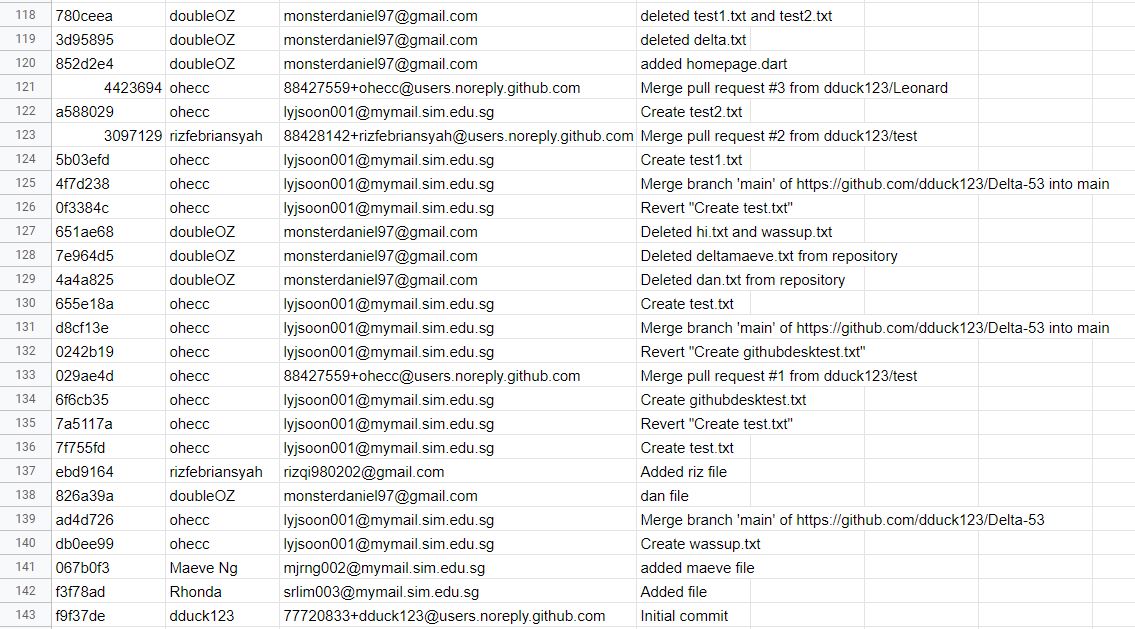 118 780ceea doubleOZ monsterdaniel97@gmail.com deleted test1.txt and test2.txt
119 3d95895 doubleOZ monsterdaniel97@gmail.com deleted delta.txt
120 852d2e4 doubleOZ monsterdaniel97@gmail.com added homepage.dart
121 4423694 ohecc 88427559+ohecc@users.noreply.github.com Merge pull request #3 from dduck123/Leonard
122 a588029 ohecc lyjsoon001@mymail.sim.edu.sg Create test2.txt
123 3097129 rizfebriansyah 88428142+rizfebriansyah@users.noreply.github.com Merge pull request #2 from dduck123/test
124 5b03efd ohecc lyjsoon001@mymail.sim.edu.sg Create test1.txt
125 4f7d238 ohecc lyjsoon001@mymail.sim.edu.sg Merge branch 'main' of https://github.com/dduck123/Delta-53 into main
126 0f3384c ohecc lyjsoon001@mymail.sim.edu.sg Revert "Create test.txt"
127 651ae68 doubleOZ monsterdaniel97@gmail.com Deleted hi.txt and wassup.txt
128 7e964d5 doubleOZ monsterdaniel97@gmail.com Deleted deltamaeve.txt from repository
129 4a4a825 doubleOZ monsterdaniel97@gmail.com Deleted dan.txt from repository
130 655e18a ohecc lyjsoon001@mymail.sim.edu.sg Create test.txt
131 d8cf13e ohecc lyjsoon001@mymail.sim.edu.sg Merge branch 'main' of https://github.com/dduck123/Delta-53 into main
132 0242b19 ohecc lyjsoon001@mymail.sim.edu.sg Revert "Create githubdesktest.txt"
133 029ae4d ohecc 88427559+ohecc@users.noreply.github.com Merge pull request #1 from dduck123/test
134 6f6cb35 ohecc lyjsoon001@mymail.sim.edu.sg Create githubdesktest.txt
135 7a5117a ohecc lyjsoon001@mymail.sim.edu.sg Revert "Create test.txt"
136 7f755fd ohecc lyjsoon001@mymail.sim.edu.sg Create test.txt
137 ebd9164 rizfebriansyah rizqi980202@gmail.com Added riz file
138 826a39a doubleOZ monsterdaniel97@gmail.com dan file
139 ad4d726 ohecc lyjsoon001@mymail.sim.edu.sg Merge branch 'main' of https://github.com/dduck123/Delta-53
140 db0ee99 ohecc lyjsoon001@mymail.sim.edu.sg Create wassup.txt
141 067b0f3 Maeve Ng mjrng002@mymail.sim.edu.sg added maeve file
142 f3f78ad Rhonda srlim003@mymail.sim.edu.sg Added file
143 f9f37de dduck123 77720833+dduck123@users.noreply.github.com Initial commit